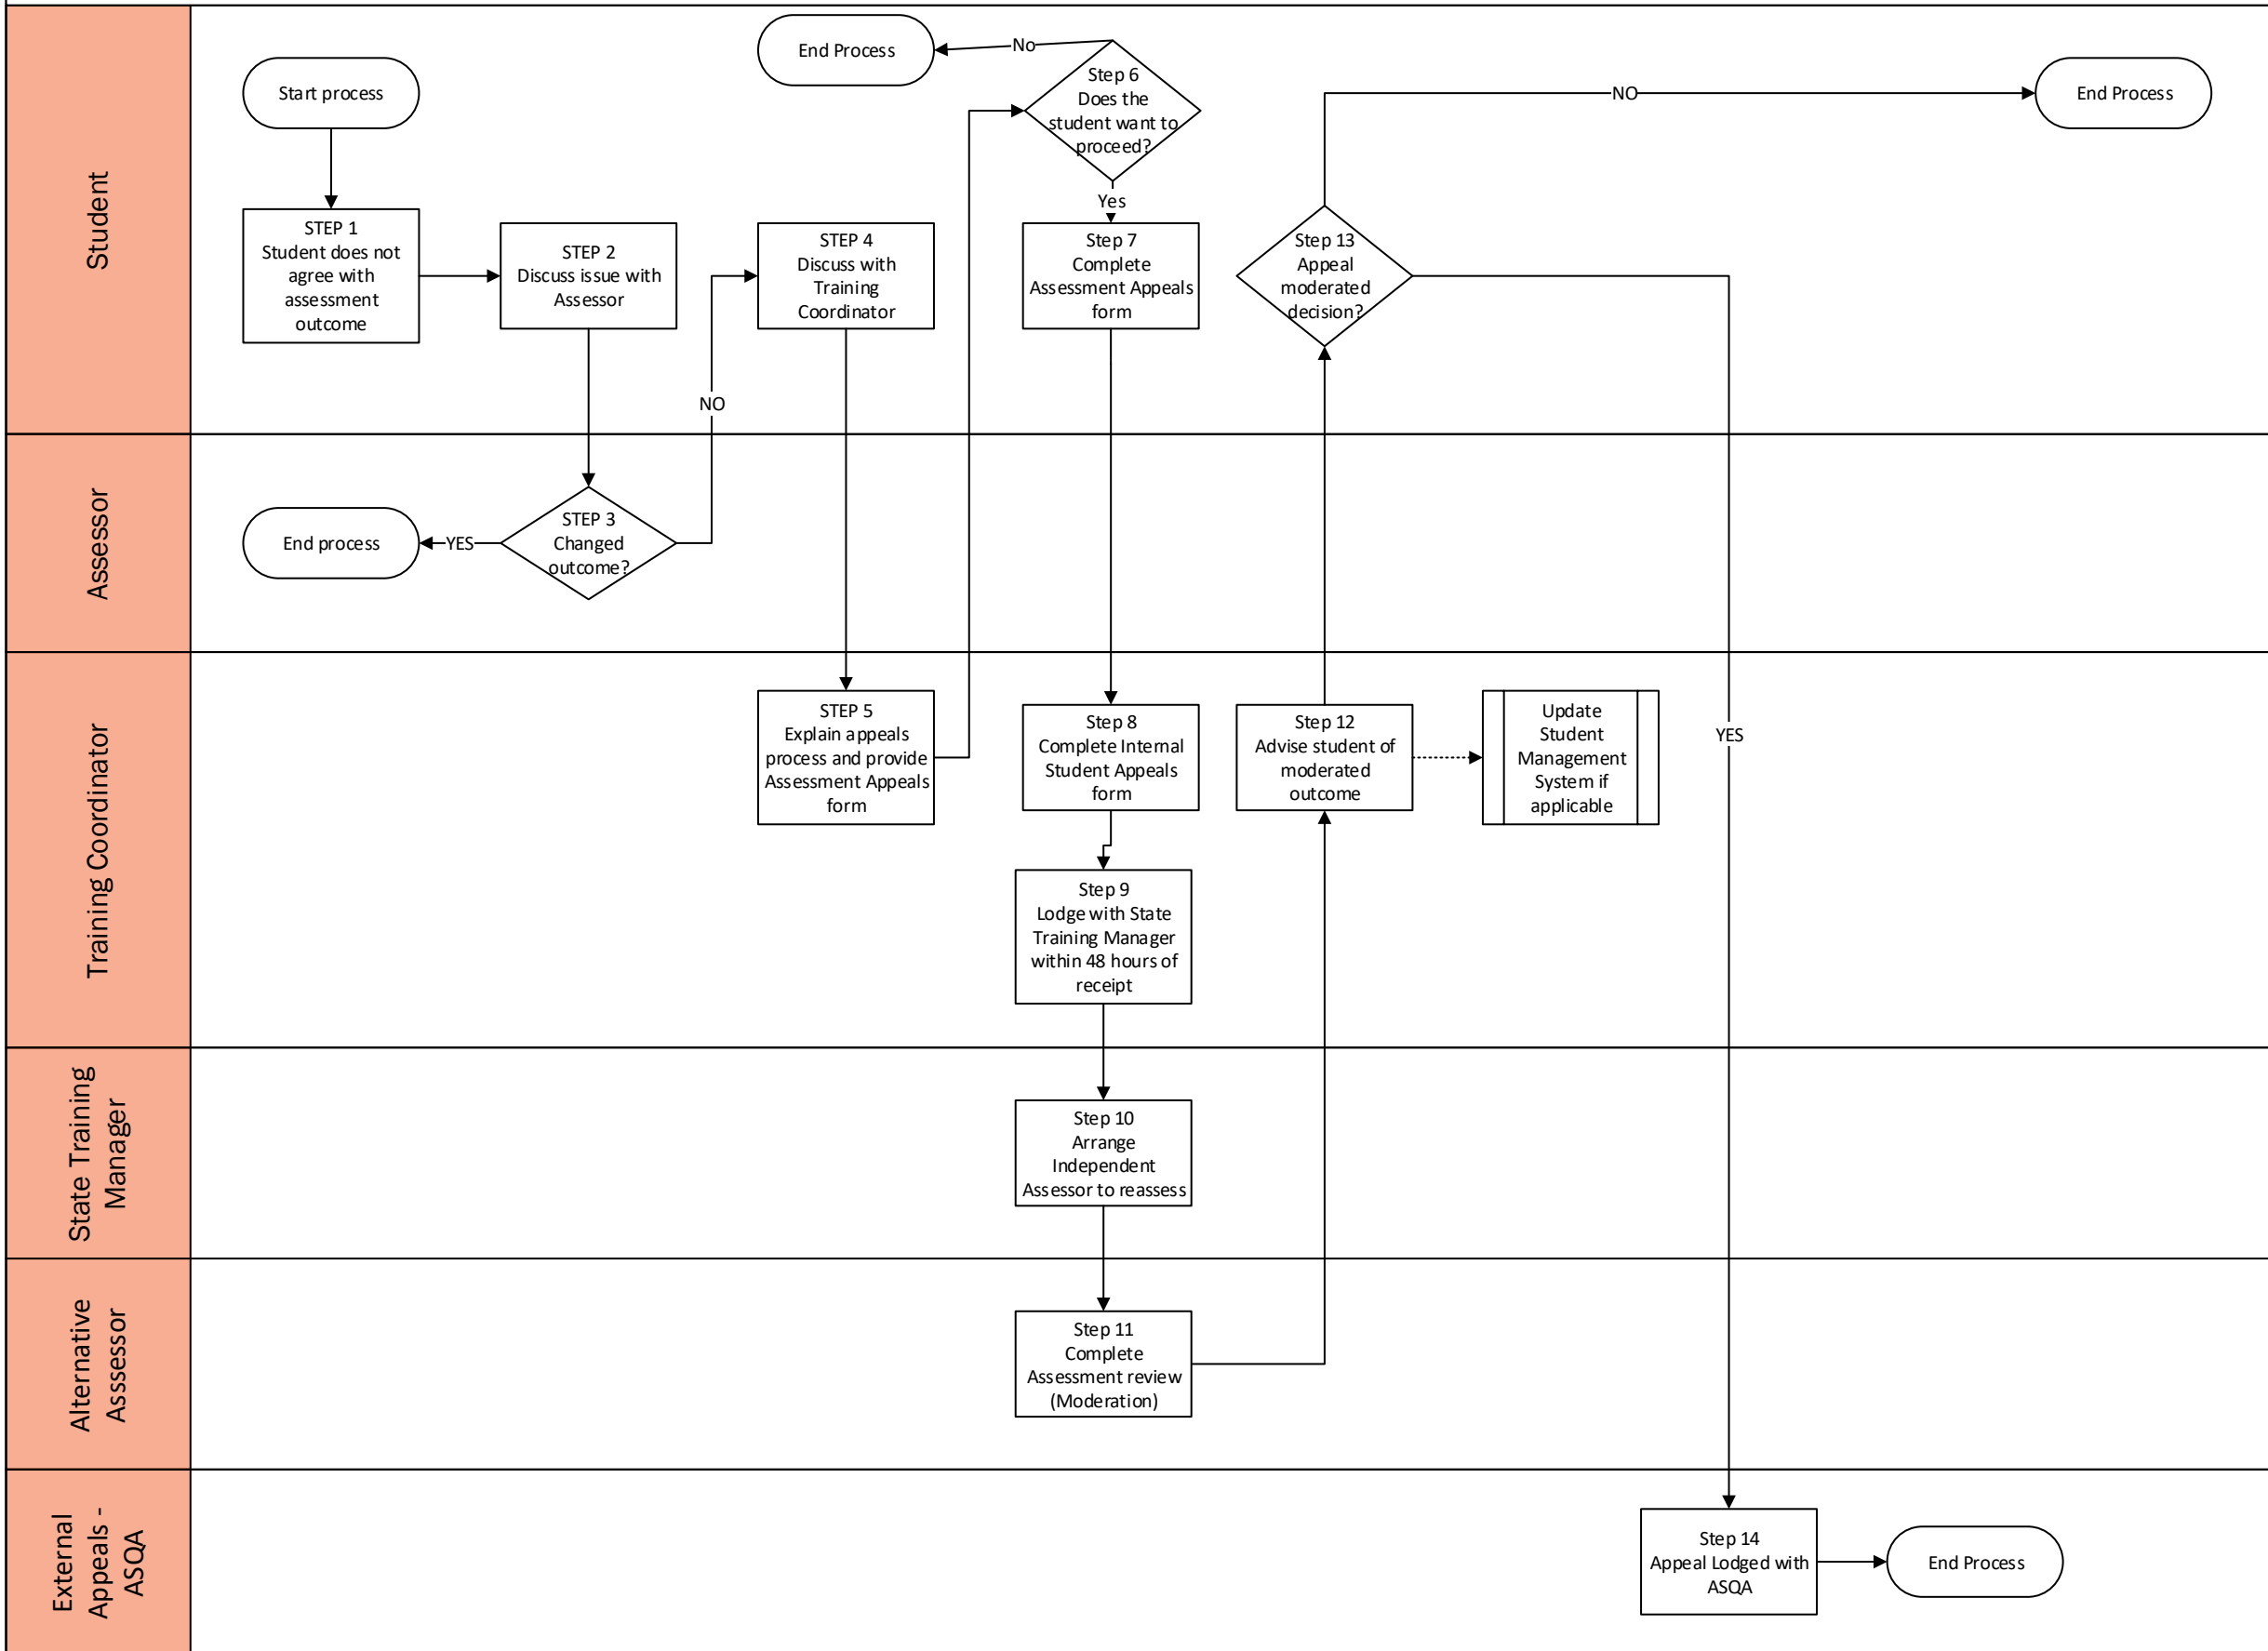 Student
Start process
End Process
No
Step 6
Does the
student want to
proceed?
Yes
NO
End Process
STEP 1
Student does not
agree with
assessment
outcome
STEP 2
Discuss issue with
Assessor
NO
STEP 4
Discuss with
Training
Coordinator
Step 7
Complete
Assessment Appeals
form
Step 13
Appeal
moderated
decision?
YES
Assessor
End process
YES
STEP 3
Changed
outcome?
Training Coordinator
STEP 5
Explain appeals
process and provide
Assessment Appeals
form
Step 8
Complete Internal
Student Appeals
form
Step 12
Advise student of
moderated
outcome
Update
Student
Management
System if
applicable
Step 9
Lodge with State
Training Manager
within 48 hours of
receipt
State Training
Manager
Step 10
Arrange
Independent
Assessor to reassess
Alternative
Asssessor
Step 11
Complete
Assessment review
(Moderation)
External
Appeals -
ASQA
Step 14
Appeal Lodged with
ASQA
End Process